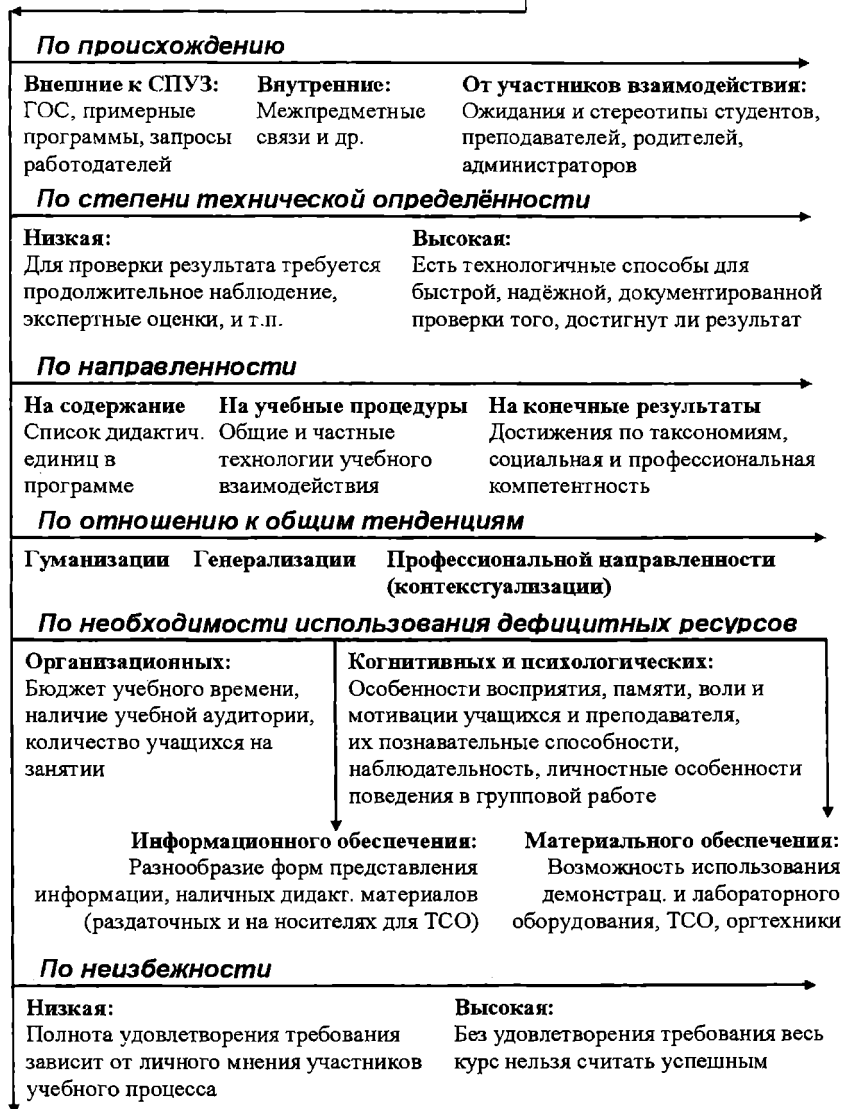 По происхождению
Внешние к СПУЗ:
ГОС, примерные
программы, запросы
работодателей
Внутренние:
Межпредметные
связи и др.
От участников взаимодействия:
Ожидания и стереотипы студентов,
преподавателей, родителей,
администраторов
По степени технической определённости
Низкая:
Для проверки результата требуется
продолжительное наблюдение,
экспертные оценки, и т.п.
Высокая:
Есть технологичные способы для
быстрой, надёжной, документированной
проверки того, достигнут ли результат
По направленности
На содержание
Список дидактич.
единиц в
программе
На учебные процедуры
Общие и частные
технологии учебного
взаимодействия
На конечные результаты
Достижения по таксономиям,
социальная и профессиональная
компетентность
По отношению к общим тенденциям
Гуманизации
Генерализации
Профессиональной направленности
(контекстуализации)
По необходимости использования дефицитных ресурсов
Организационных:
Бюджет учебного времени,
наличие учебной аудитории,
количество учащихся на
занятии
Когнитивных и психологических:
Особенности восприятия, памяти, воли и
мотивации учащихся и преподавателя,
их познавательные способности,
наблюдательность, личностные особенности
поведения в групповой работе
Информационного обеспечения:
Разнообразие форм представления
информации, наличных дидакт. материалов
(раздаточных и на носителях для ТСО)
Материального обеспечения:
Возможность использования
демонстрац. и лабораторного
оборудования, ТСО, оргтехники
По неизбежности
Низкая:
Полнота удовлетворения требования
зависит от личного мнения участников
учебного процесса
Высокая:
Без удовлетворения требования весь
курс нельзя считать успешным